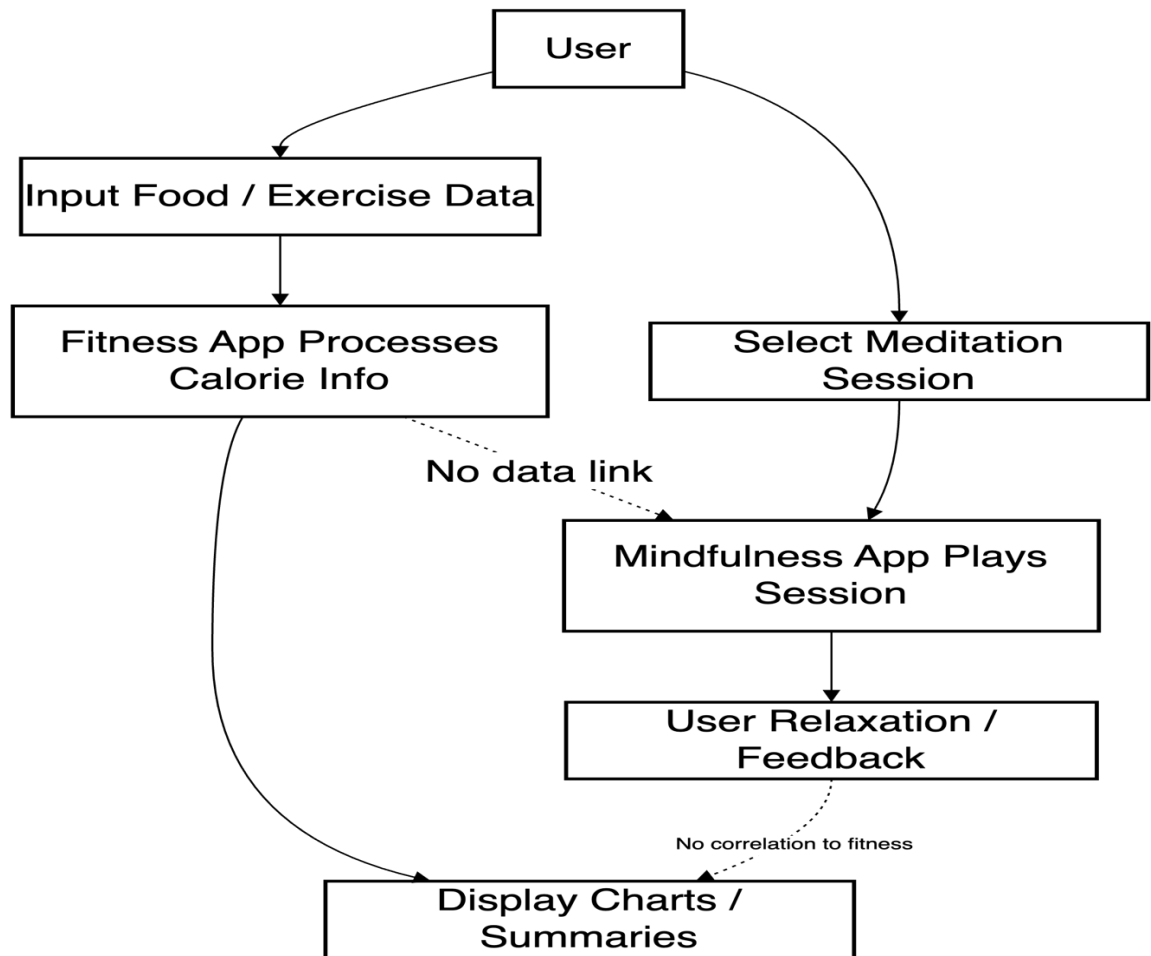 User
Input Food / Exercise Data
Fitness App Processes
Calorie Info
Select Meditation
Session
No data link
Mindfulness App Plays
Session
User Relaxation /
Feedback
No correlation to fitness
Display Charts /
Summaries